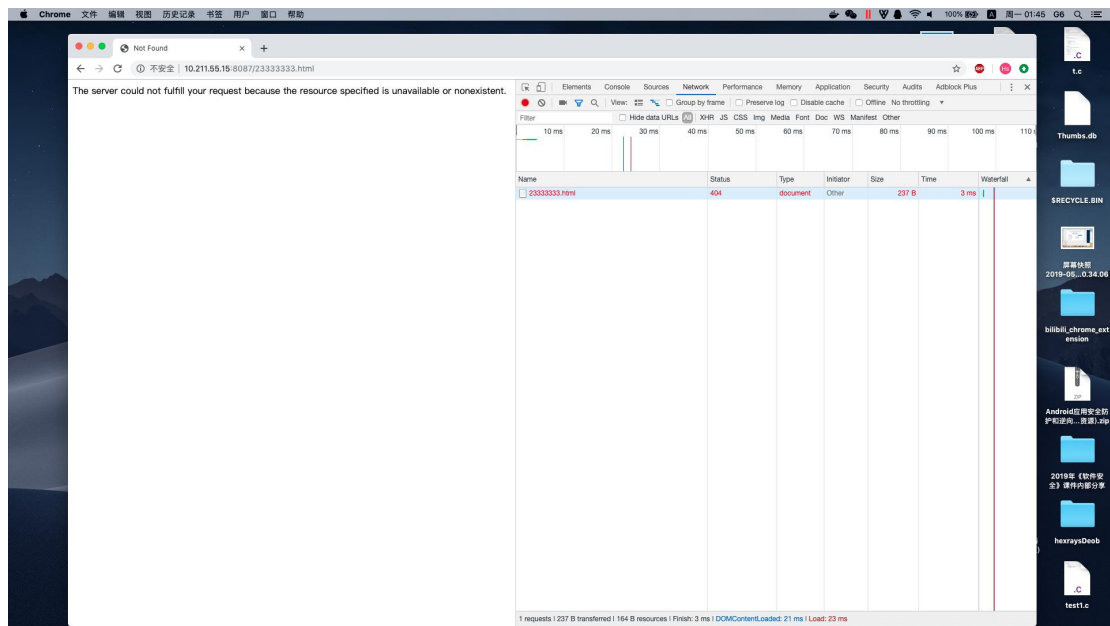 Chrome 文件 编辑 视图 历史记录 书签 用户 窗口 帮助 100% 周一 01:45 G6
Not Found
不安全 | 10.211.55.15:8087/23333333.html
The server could not fulfill your request because the resource specified is unavailable or nonexistent.
Elements Console Sources Network Performance Memory Application Security Audits Adblock Plus
View: Group by frame Preserve log Disable cache Offline No throttling
Filter Hide data URLs All XHR JS CSS Img Media Font Doc WS Manifest Other
10 ms 20 ms 30 ms 40 ms 50 ms 60 ms 70 ms 80 ms 90 ms 100 ms 110
Name Status Type Initiator Size Time Waterfall
23333333.html 404 document Other 237 B 3 ms
1 requests | 237 B transferred | 164 B resources | Finish: 3 ms | DOMContentLoaded: 21 ms | Load: 23 ms
.C
t.c
Thumbs.db
$RECYCLE.BIN
屏幕快照
2019-05...0.34.06
bilibili_chrome_ext
ension
ZIP
Android应用安全防
护和逆向...资源).zip
2019年《软件安
全》课件内部分享
hexraysDeob
.C
test1.c